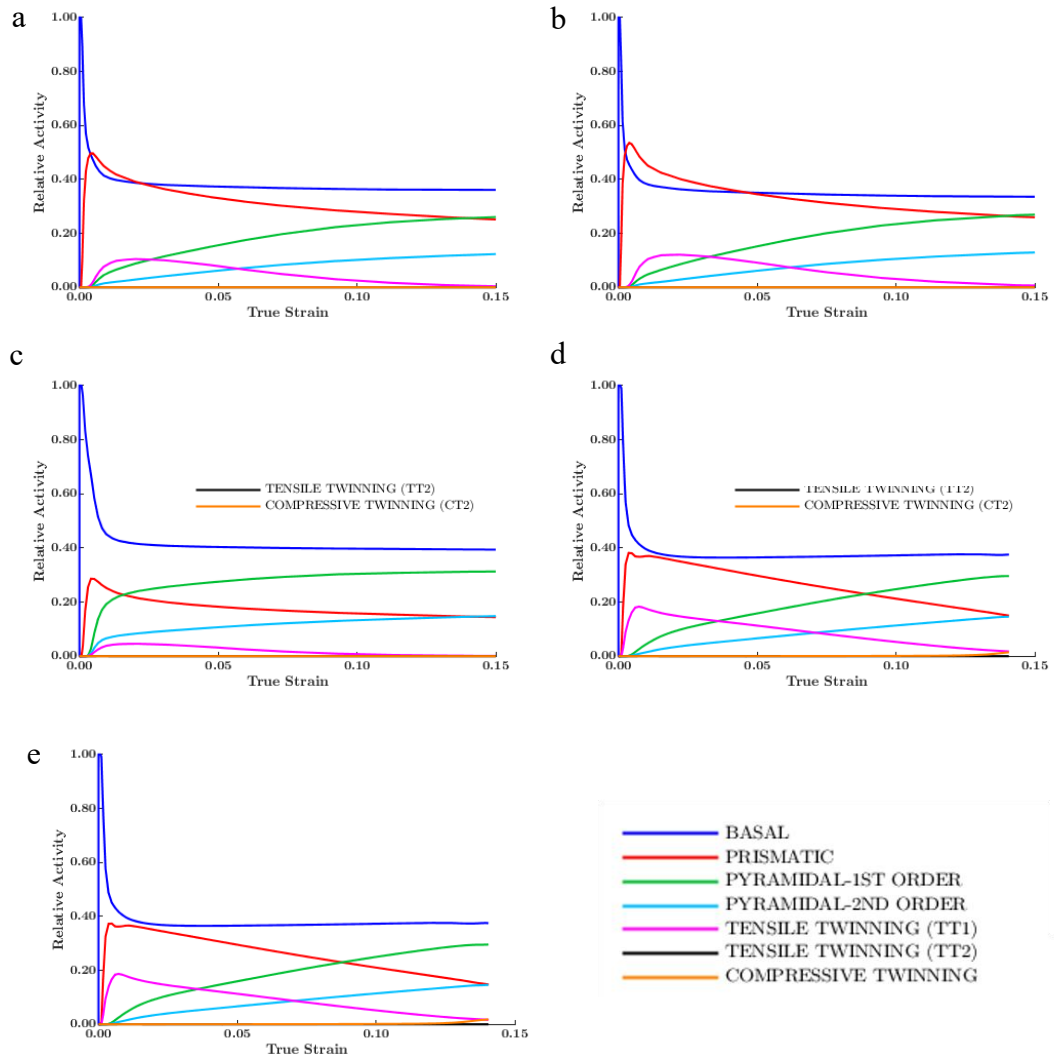 a
1.00
0.80
0.60
0.40
0.20
0.00
Relative Activity
0.00 0.05 0.10 0.15
True Strain
b
1.00
0.80
0.60
0.40
0.20
0.00
Relative Activity
0.00 0.05 0.10 0.15
True Strain
c
1.00
0.80
0.60
0.40
0.20
0.00
Relative Activity
TENSILE TWINNING (TT2)
COMPRESSIVE TWINNING (CT2)
0.00 0.05 0.10 0.15
True Strain
d
1.00
0.80
0.60
0.40
0.20
0.00
Relative Activity
TENSILE TWINNING (TT2)
COMPRESSIVE TWINNING (CT2)
0.00 0.05 0.10 0.15
True Strain
e
1.00
0.80
0.60
0.40
0.20
0.00
Relative Activity
0.00 0.05 0.10 0.15
True Strain
BASAL
PRISMATIC
PYRAMIDAL-1ST ORDER
PYRAMIDAL-2ND ORDER
TENSILE TWINNING (TT1)
TENSILE TWINNING (TT2)
COMPRESSIVE TWINNING